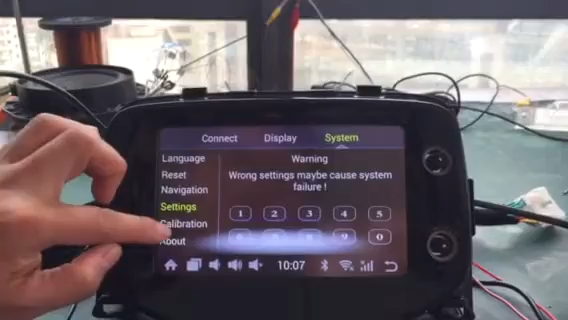 Connect Display System
Language
Reset
Navigation
Settings
Calibration
About
Warning
Wrong settings maybe cause system
failure !
1 2 3 4 5
9 0
10:07